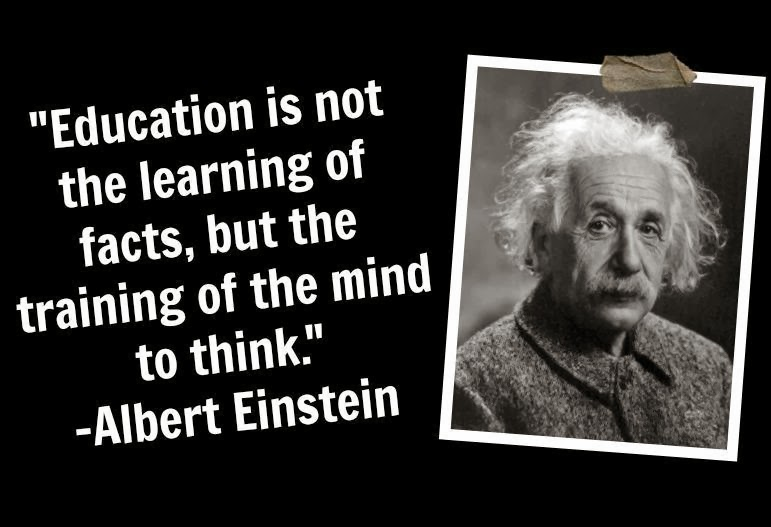 "Education is not
the learning of
facts, but the
training of the mind
to think."
-Albert Einstein